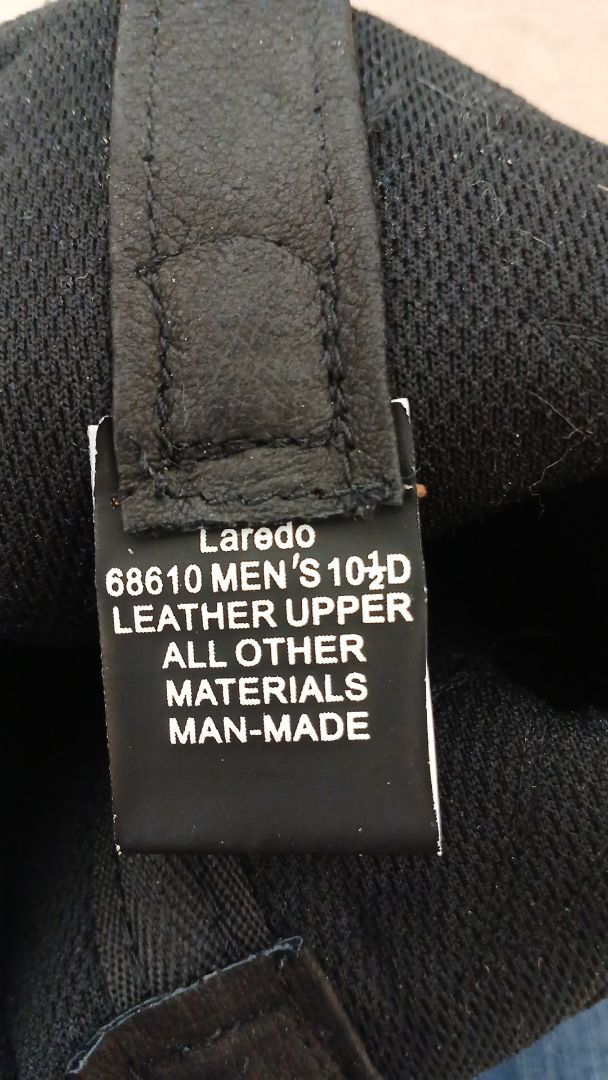 Laredo
68610 MEN'S 10½D
LEATHER UPPER
ALL OTHER
MATERIALS
MAN-MADE